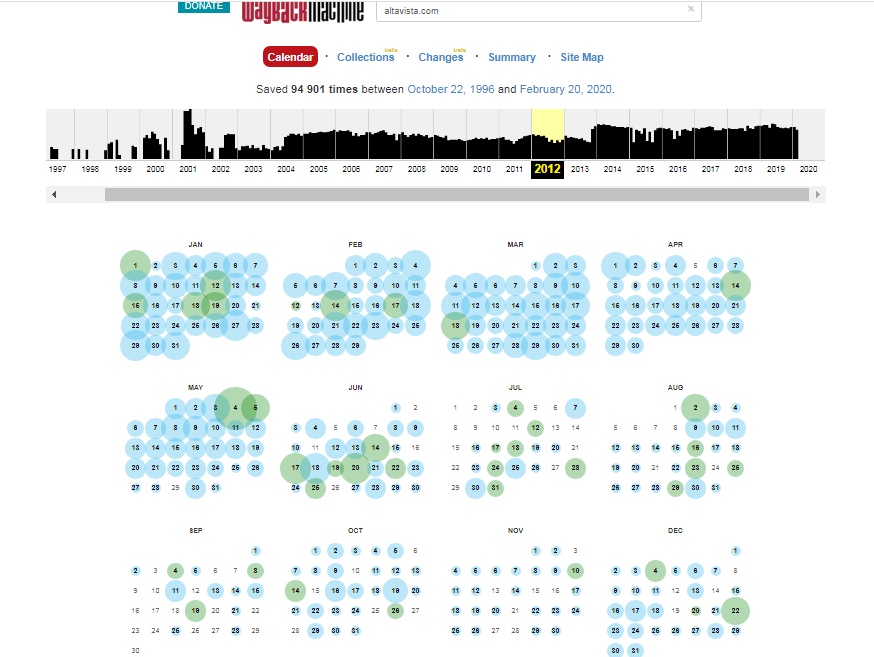 DONATE WayBackMachine altavista.com ×
Calendar · Collections beta · Changes beta · Summary · Site Map
Saved 94 901 times between October 22, 1996 and February 20, 2020.
1997 1998 1999 2000 2001 2002 2003 2004 2005 2006 2007 2008 2009 2010 2011 2012 2013 2014 2015 2016 2017 2018 2019 2020
JAN FEB MAR APR
1 2 3 4 5 6 7 1 2 3 4 1 2 3 1 2 3 4 5 6 7
8 9 10 11 12 13 14 5 6 7 8 9 10 11 4 5 6 7 8 9 10 8 9 10 11 12 13 14
15 16 17 18 19 20 21 12 13 14 15 16 17 18 11 12 13 14 15 16 17 15 16 17 18 19 20 21
22 23 24 25 26 27 28 19 20 21 22 23 24 25 18 19 20 21 22 23 24 22 23 24 25 26 27 28
29 30 31 26 27 28 29 25 26 27 28 29 30 31 29 30
MAY JUN JUL AUG
1 2 3 4 5 1 2 1 2 3 4 5 6 7 1 2 3 4
6 7 8 9 10 11 12 3 4 5 6 7 8 9 8 9 10 11 12 13 14 5 6 7 8 9 10 11
13 14 15 16 17 18 19 10 11 12 13 14 15 16 15 16 17 18 19 20 21 12 13 14 15 16 17 18
20 21 22 23 24 25 26 17 18 19 20 21 22 23 22 23 24 25 26 27 28 19 20 21 22 23 24 25
27 28 29 30 31 24 25 26 27 28 29 30 29 30 31 26 27 28 29 30 31
SEP OCT NOV DEC
1 1 2 3 4 5 6 1 2 3 1
2 3 4 5 6 7 8 7 8 9 10 11 12 13 4 5 6 7 8 9 10 2 3 4 5 6 7 8
9 10 11 12 13 14 15 14 15 16 17 18 19 20 11 12 13 14 15 16 17 9 10 11 12 13 14 15
16 17 18 19 20 21 22 21 22 23 24 25 26 27 18 19 20 21 22 23 24 16 17 18 19 20 21 22
23 24 25 26 27 28 29 28 29 30 31 25 26 27 28 29 30 23 24 25 26 27 28 29
30 30 31